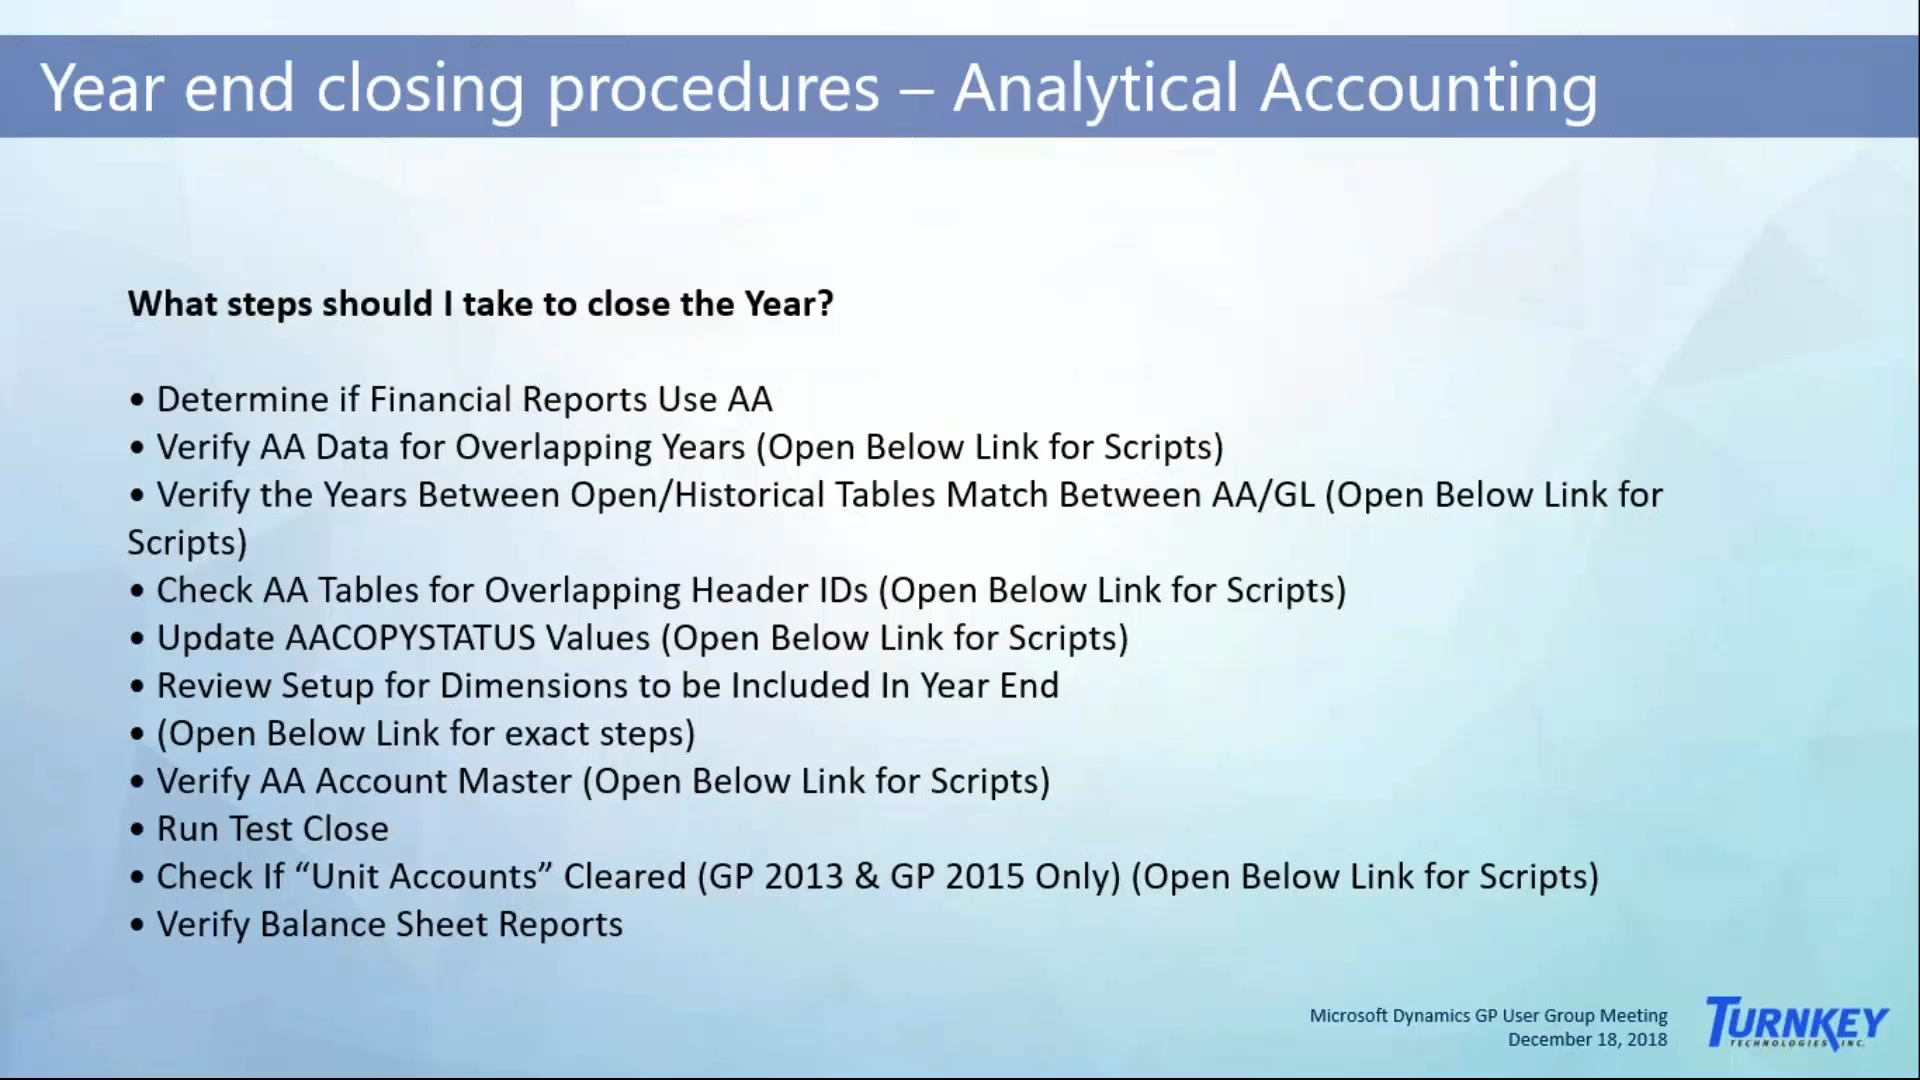 Year end closing procedures – Analytical Accounting
What steps should I take to close the Year?
• Determine if Financial Reports Use AA
• Verify AA Data for Overlapping Years (Open Below Link for Scripts)
• Verify the Years Between Open/Historical Tables Match Between AA/GL (Open Below Link for
Scripts)
• Check AA Tables for Overlapping Header IDs (Open Below Link for Scripts)
• Update AACOPYSTATUS Values (Open Below Link for Scripts)
• Review Setup for Dimensions to be Included In Year End
• (Open Below Link for exact steps)
• Verify AA Account Master (Open Below Link for Scripts)
• Run Test Close
• Check If “Unit Accounts” Cleared (GP 2013 & GP 2015 Only) (Open Below Link for Scripts)
• Verify Balance Sheet Reports
Microsoft Dynamics GP User Group Meeting
December 18, 2018
TURNKEY
TECHNOLOGIES, INC.